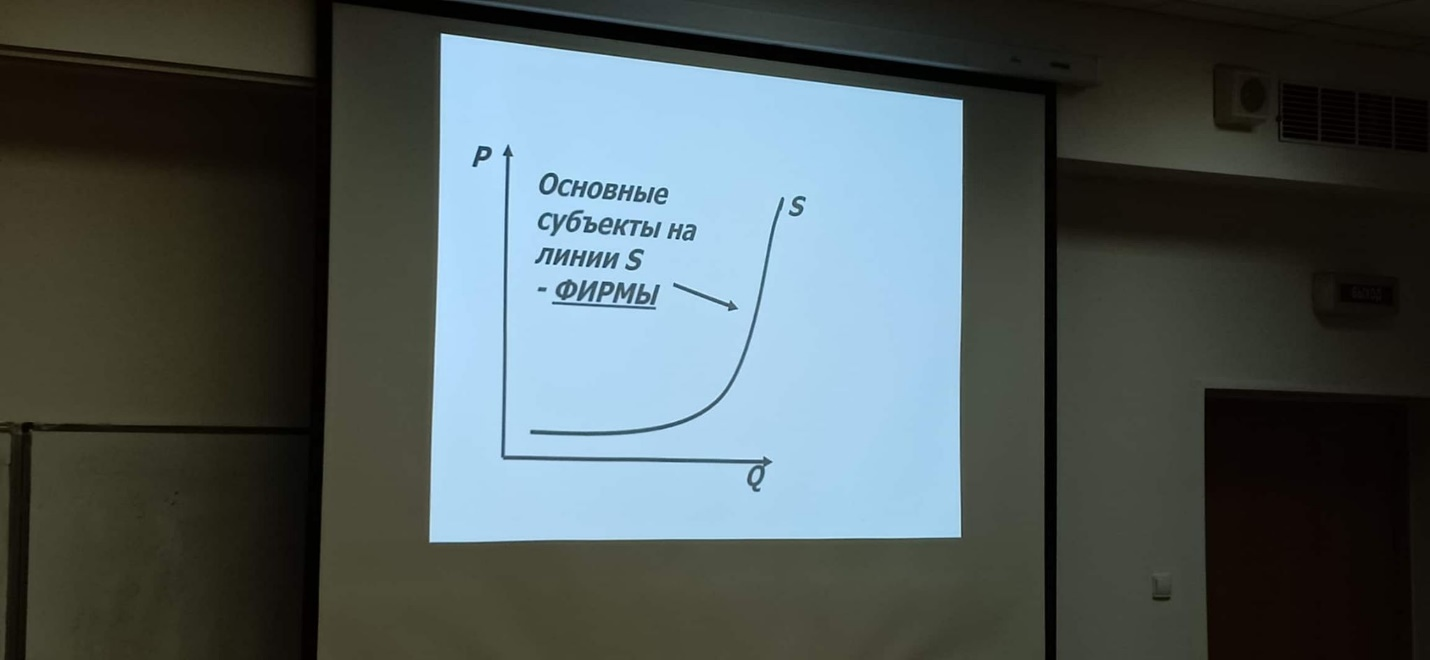 P
Основные
субъекты на
линии S
- ФИРМЫ
S
Q